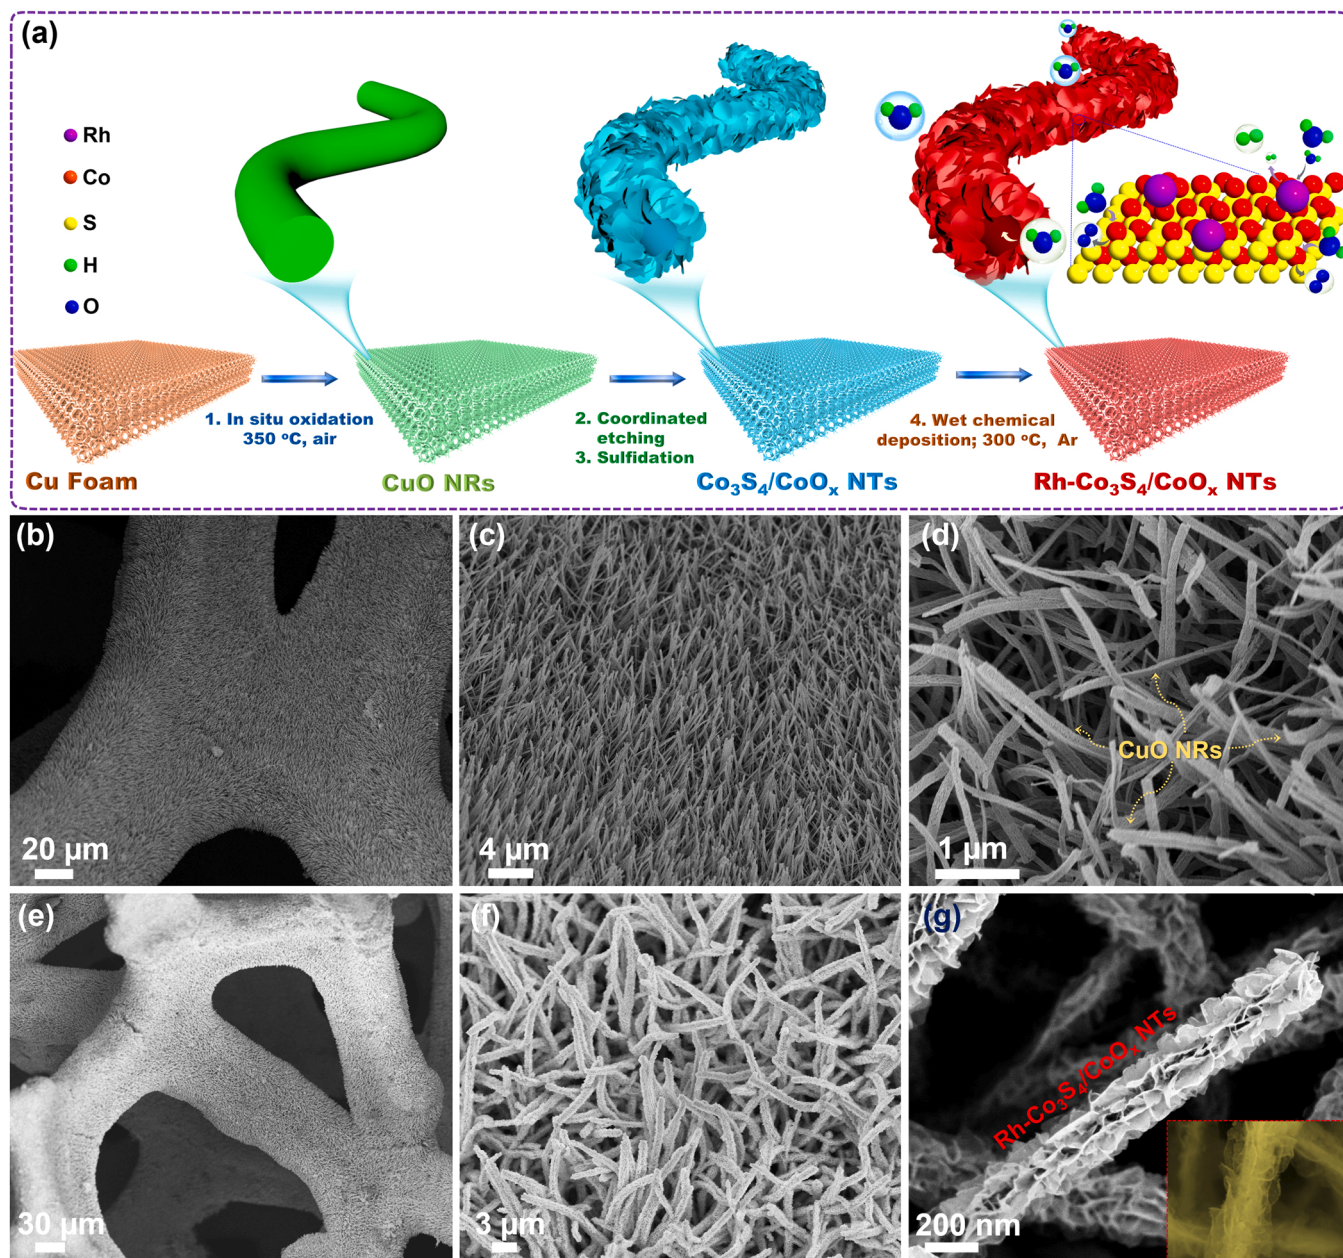 (a)
Rh
Co
S
H
O
1. In situ oxidation
350 °C, air
2. Coordinated
etching
3. Sulfidation
4. Wet chemical
deposition; 300 °C, Ar
Cu Foam
CuO NRs
Co₃S₄/CoOₓ NTs
Rh-Co₃S₄/CoOₓ NTs
(b)
20 µm
(c)
4 µm
(d)
CuO NRs
1 µm
(e)
30 µm
(f)
3 µm
(g)
Rh-Co₃S₄/CoOₓ NTs
200 nm